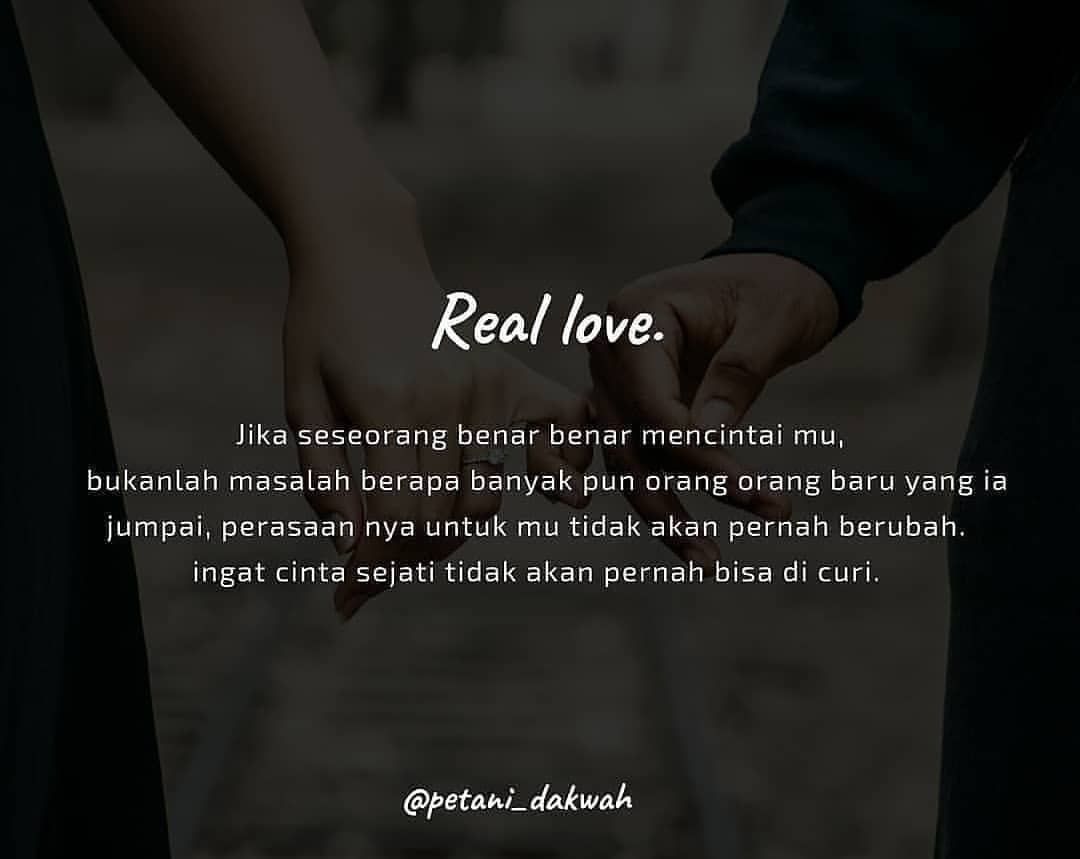 Real love.
Jika seseorang benar benar mencintai mu,
bukanlah masalah berapa banyak pun orang orang baru yang ia
jumpai, perasaan nya untuk mu tidak akan pernah berubah.
ingat cinta sejati tidak akan pernah bisa di curi.
@petani_dakwah